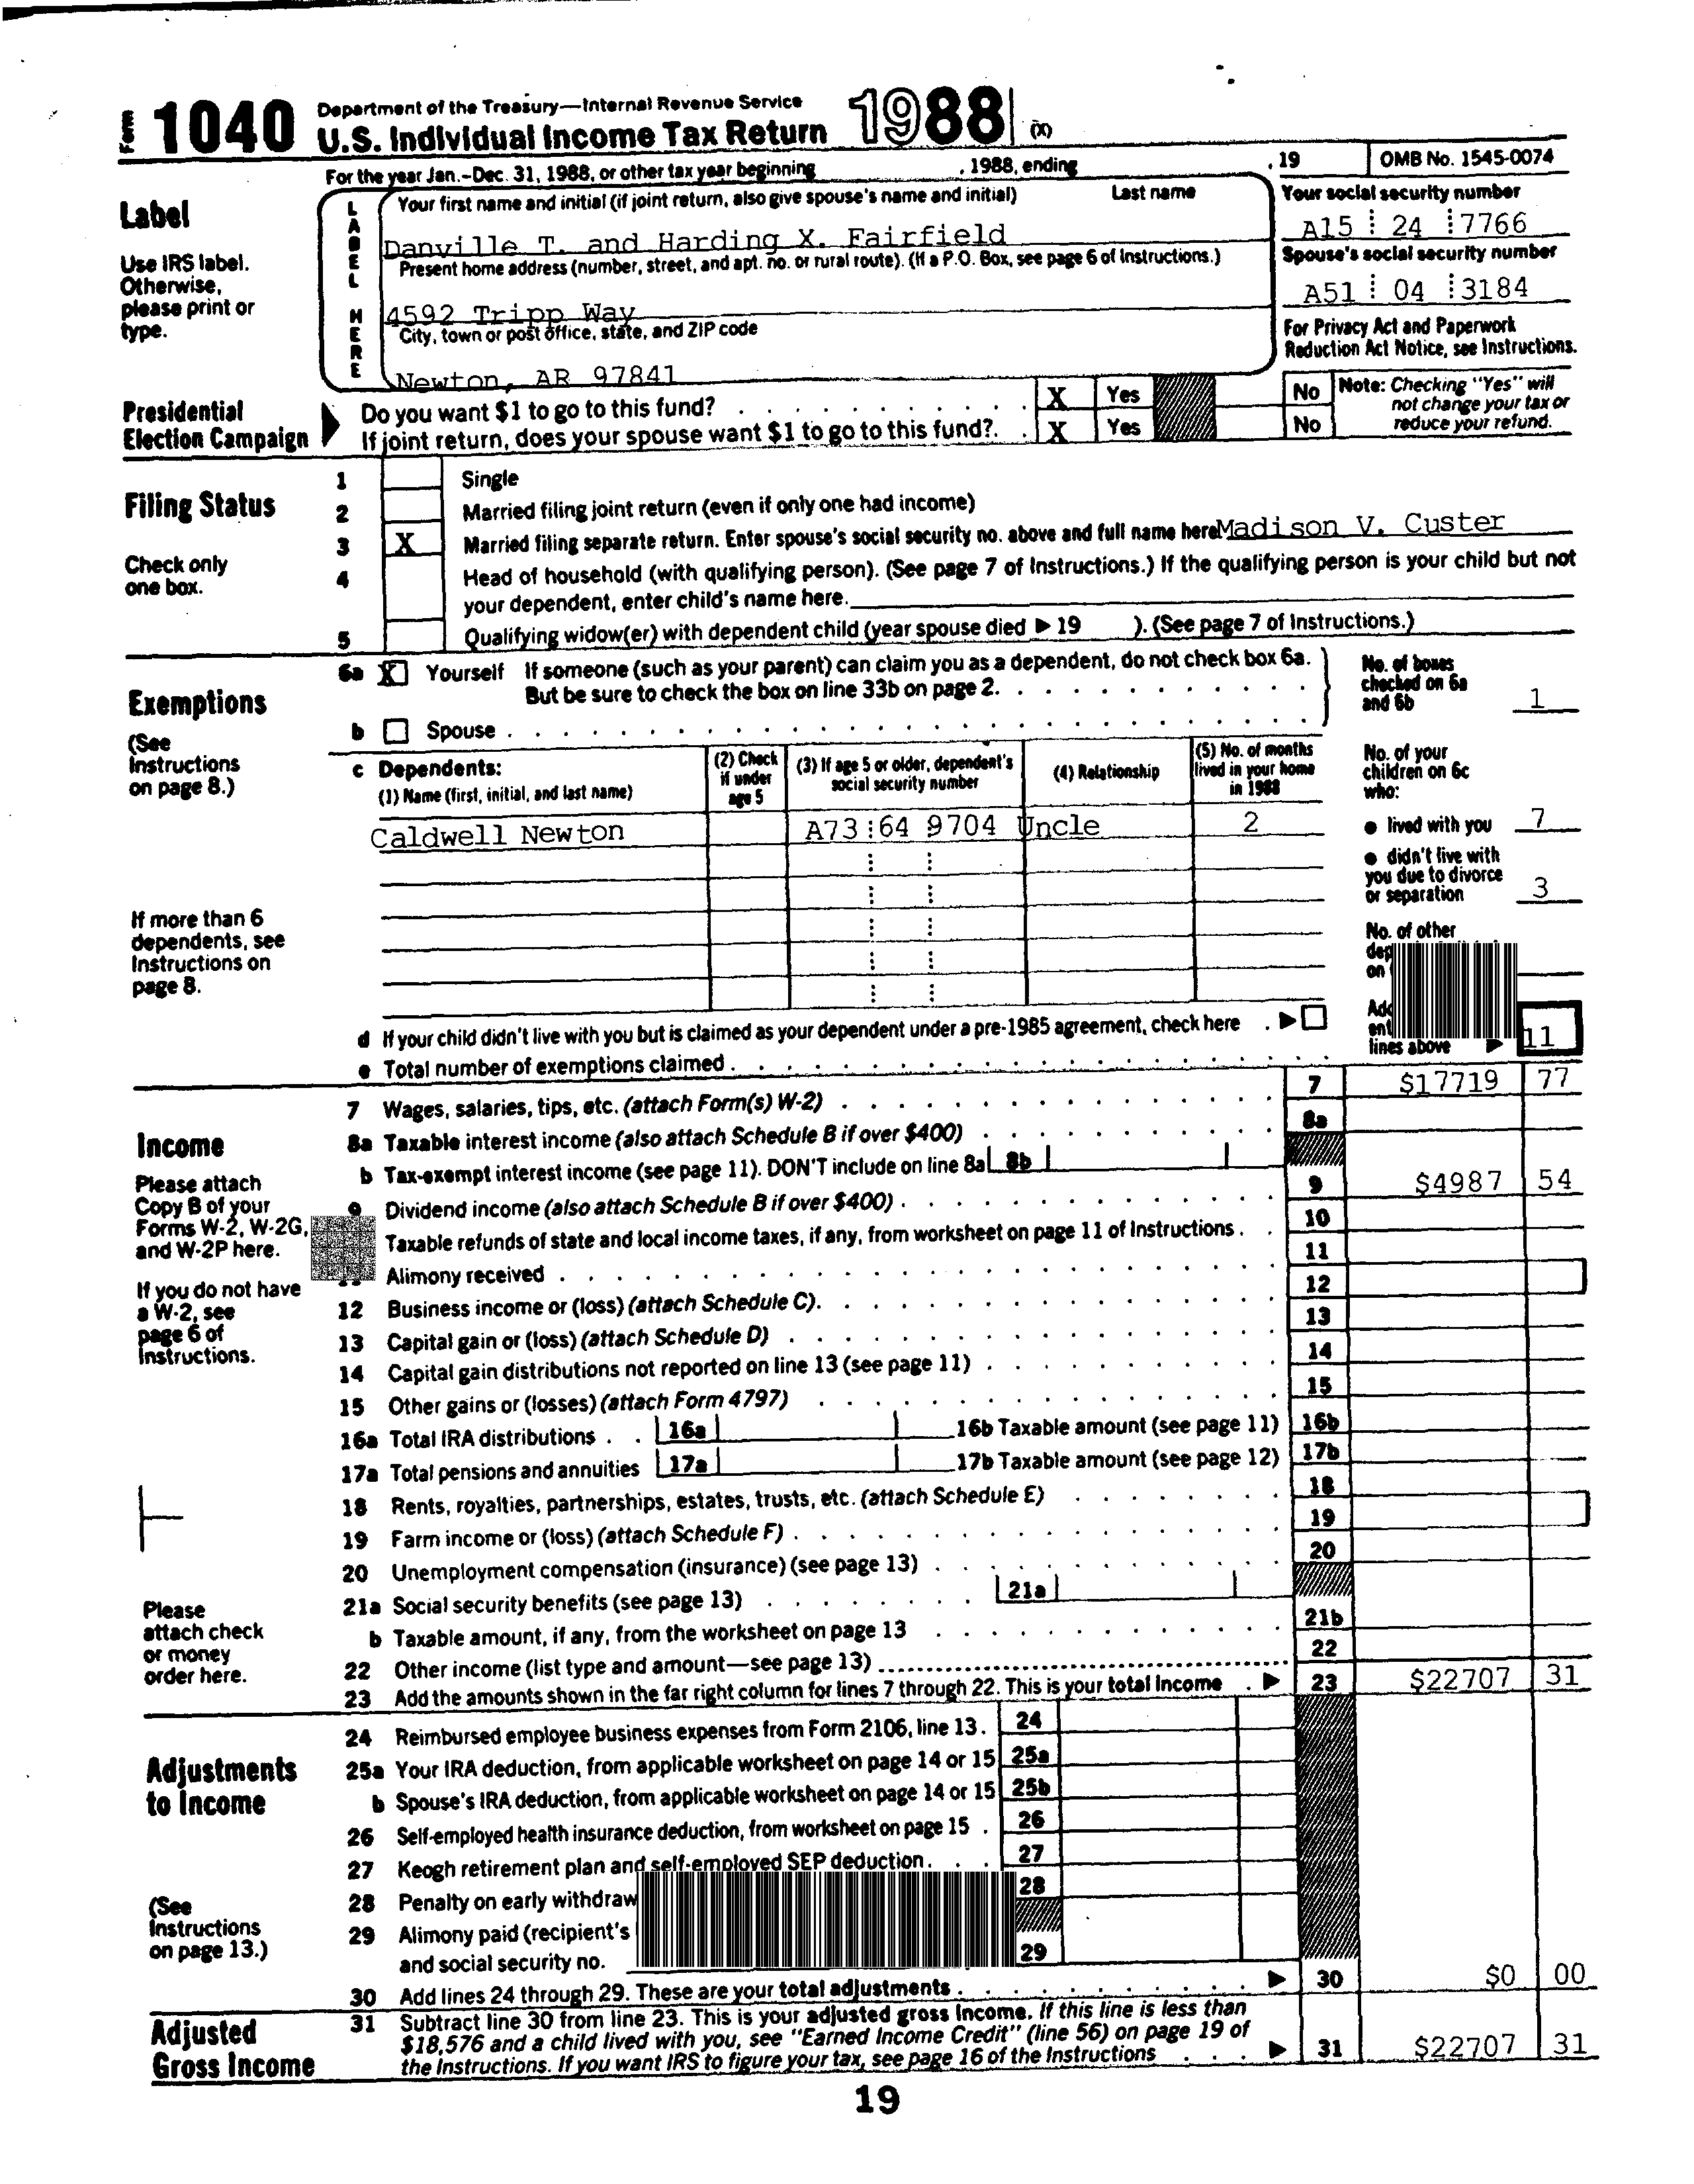 Form 1040 Department of the Treasury—Internal Revenue Service
U.S. Individual Income Tax Return 1988 (X)
For the year Jan.-Dec. 31, 1988, or other tax year beginning , 1988, ending , 19 OMB No. 1545-0074
Label
Use IRS label.
Otherwise,
please print or
type.
LABEL HERE
Your first name and initial (if joint return, also give spouse's name and initial) Last name
Danville T. and Harding X. Fairfield
Present home address (number, street, and apt. no. or rural route). (If a P.O. Box, see page 6 of Instructions.)
4592 Tripp Way
City, town or post office, state, and ZIP code
Newton, AR 97841
Your social security number
A15 24 7766
Spouse's social security number
A51 04 3184
For Privacy Act and Paperwork
Reduction Act Notice, see Instructions.
Presidential
Election Campaign
Do you want $1 to go to this fund? X Yes No
If joint return, does your spouse want $1 to go to this fund?. X Yes No
Note: Checking "Yes" will
not change your tax or
reduce your refund.
Filing Status
Check only
one box.
1 Single
2 Married filing joint return (even if only one had income)
3 X Married filing separate return. Enter spouse's social security no. above and full name here. Madison V. Custer
4 Head of household (with qualifying person). (See page 7 of Instructions.) If the qualifying person is your child but not
your dependent, enter child's name here.
5 Qualifying widow(er) with dependent child (year spouse died ▶ 19 ). (See page 7 of Instructions.)
Exemptions
(See
Instructions
on page 8.)
If more than 6
dependents, see
Instructions on
page 8.
6a X Yourself If someone (such as your parent) can claim you as a dependent, do not check box 6a.
But be sure to check the box on line 33b on page 2.
b Spouse
c Dependents:
(1) Name (first, initial, and last name)
(2) Check
if under
age 5
(3) If age 5 or older, dependent's
social security number
(4) Relationship
(5) No. of months
lived in your home
in 1988
Caldwell Newton A73 64 9704 Uncle 2
No. of boxes
checked on 6a
and 6b 1
No. of your
children on 6c
who:
● lived with you 7
● didn't live with
you due to divorce
or separation 3
No. of other
lines above ▶ 11
d If your child didn't live with you but is claimed as your dependent under a pre-1985 agreement, check here ▶
e Total number of exemptions claimed
Income
Please attach
Copy B of your
Forms W-2, W-2G,
and W-2P here.
If you do not have
a W-2, see
page 6 of
Instructions.
Please
attach check
or money
order here.
7 Wages, salaries, tips, etc. (attach Form(s) W-2) 7 $17719 77
8a Taxable interest income (also attach Schedule B if over $400) 8a
b Tax-exempt interest income (see page 11). DON'T include on line 8a 8b
9 Dividend income (also attach Schedule B if over $400) 9 $4987 54
Taxable refunds of state and local income taxes, if any, from worksheet on page 11 of Instructions 10
Alimony received 11
12 Business income or (loss) (attach Schedule C). 12
13 Capital gain or (loss) (attach Schedule D) 13
14 Capital gain distributions not reported on line 13 (see page 11) 14
15 Other gains or (losses) (attach Form 4797) 15
16a Total IRA distributions 16a 16b Taxable amount (see page 11) 16b
17a Total pensions and annuities 17a 17b Taxable amount (see page 12) 17b
18 Rents, royalties, partnerships, estates, trusts, etc. (attach Schedule E) 18
19 Farm income or (loss) (attach Schedule F) 19
20 Unemployment compensation (insurance) (see page 13) 20
21a Social security benefits (see page 13) 21a
b Taxable amount, if any, from the worksheet on page 13 21b
22 Other income (list type and amount—see page 13) 22
23 Add the amounts shown in the far right column for lines 7 through 22. This is your total Income ▶ 23 $22707 31
Adjustments
to Income
(See
Instructions
on page 13.)
24 Reimbursed employee business expenses from Form 2106, line 13. 24
25a Your IRA deduction, from applicable worksheet on page 14 or 15 25a
b Spouse's IRA deduction, from applicable worksheet on page 14 or 15 25b
26 Self-employed health insurance deduction, from worksheet on page 15 26
27 Keogh retirement plan and self-employed SEP deduction 27
28 Penalty on early withdraw 28
29 Alimony paid (recipient's
and social security no. 29
30 Add lines 24 through 29. These are your total adjustments ▶ 30 $0 00
Adjusted
Gross Income
31 Subtract line 30 from line 23. This is your adjusted gross Income. If this line is less than
$18,576 and a child lived with you, see "Earned Income Credit" (line 56) on page 19 of
the Instructions. If you want IRS to figure your tax, see page 16 of the Instructions ▶ 31 $22707 31
19